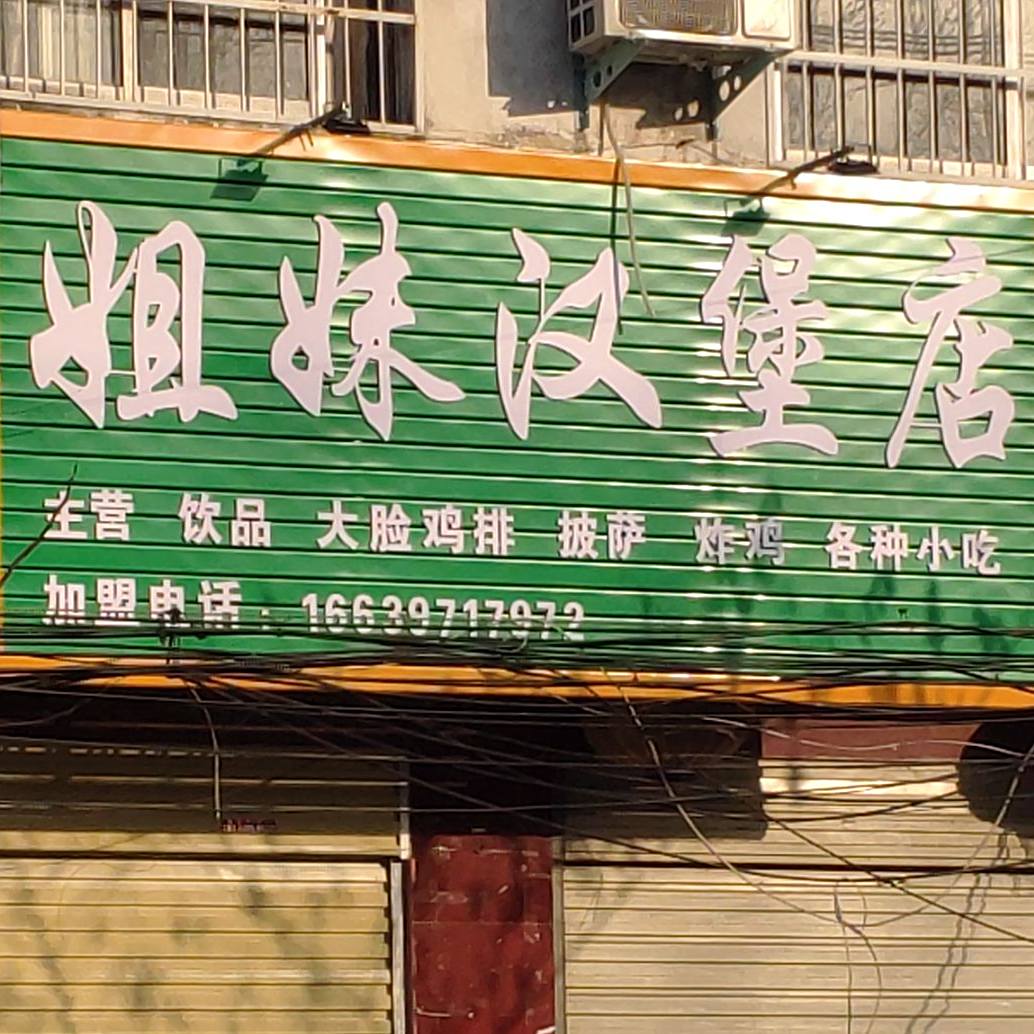 姐妹汉堡店
主营 饮品 大脸鸡排 披萨 炸鸡 各种小吃
加盟电话：16639717972